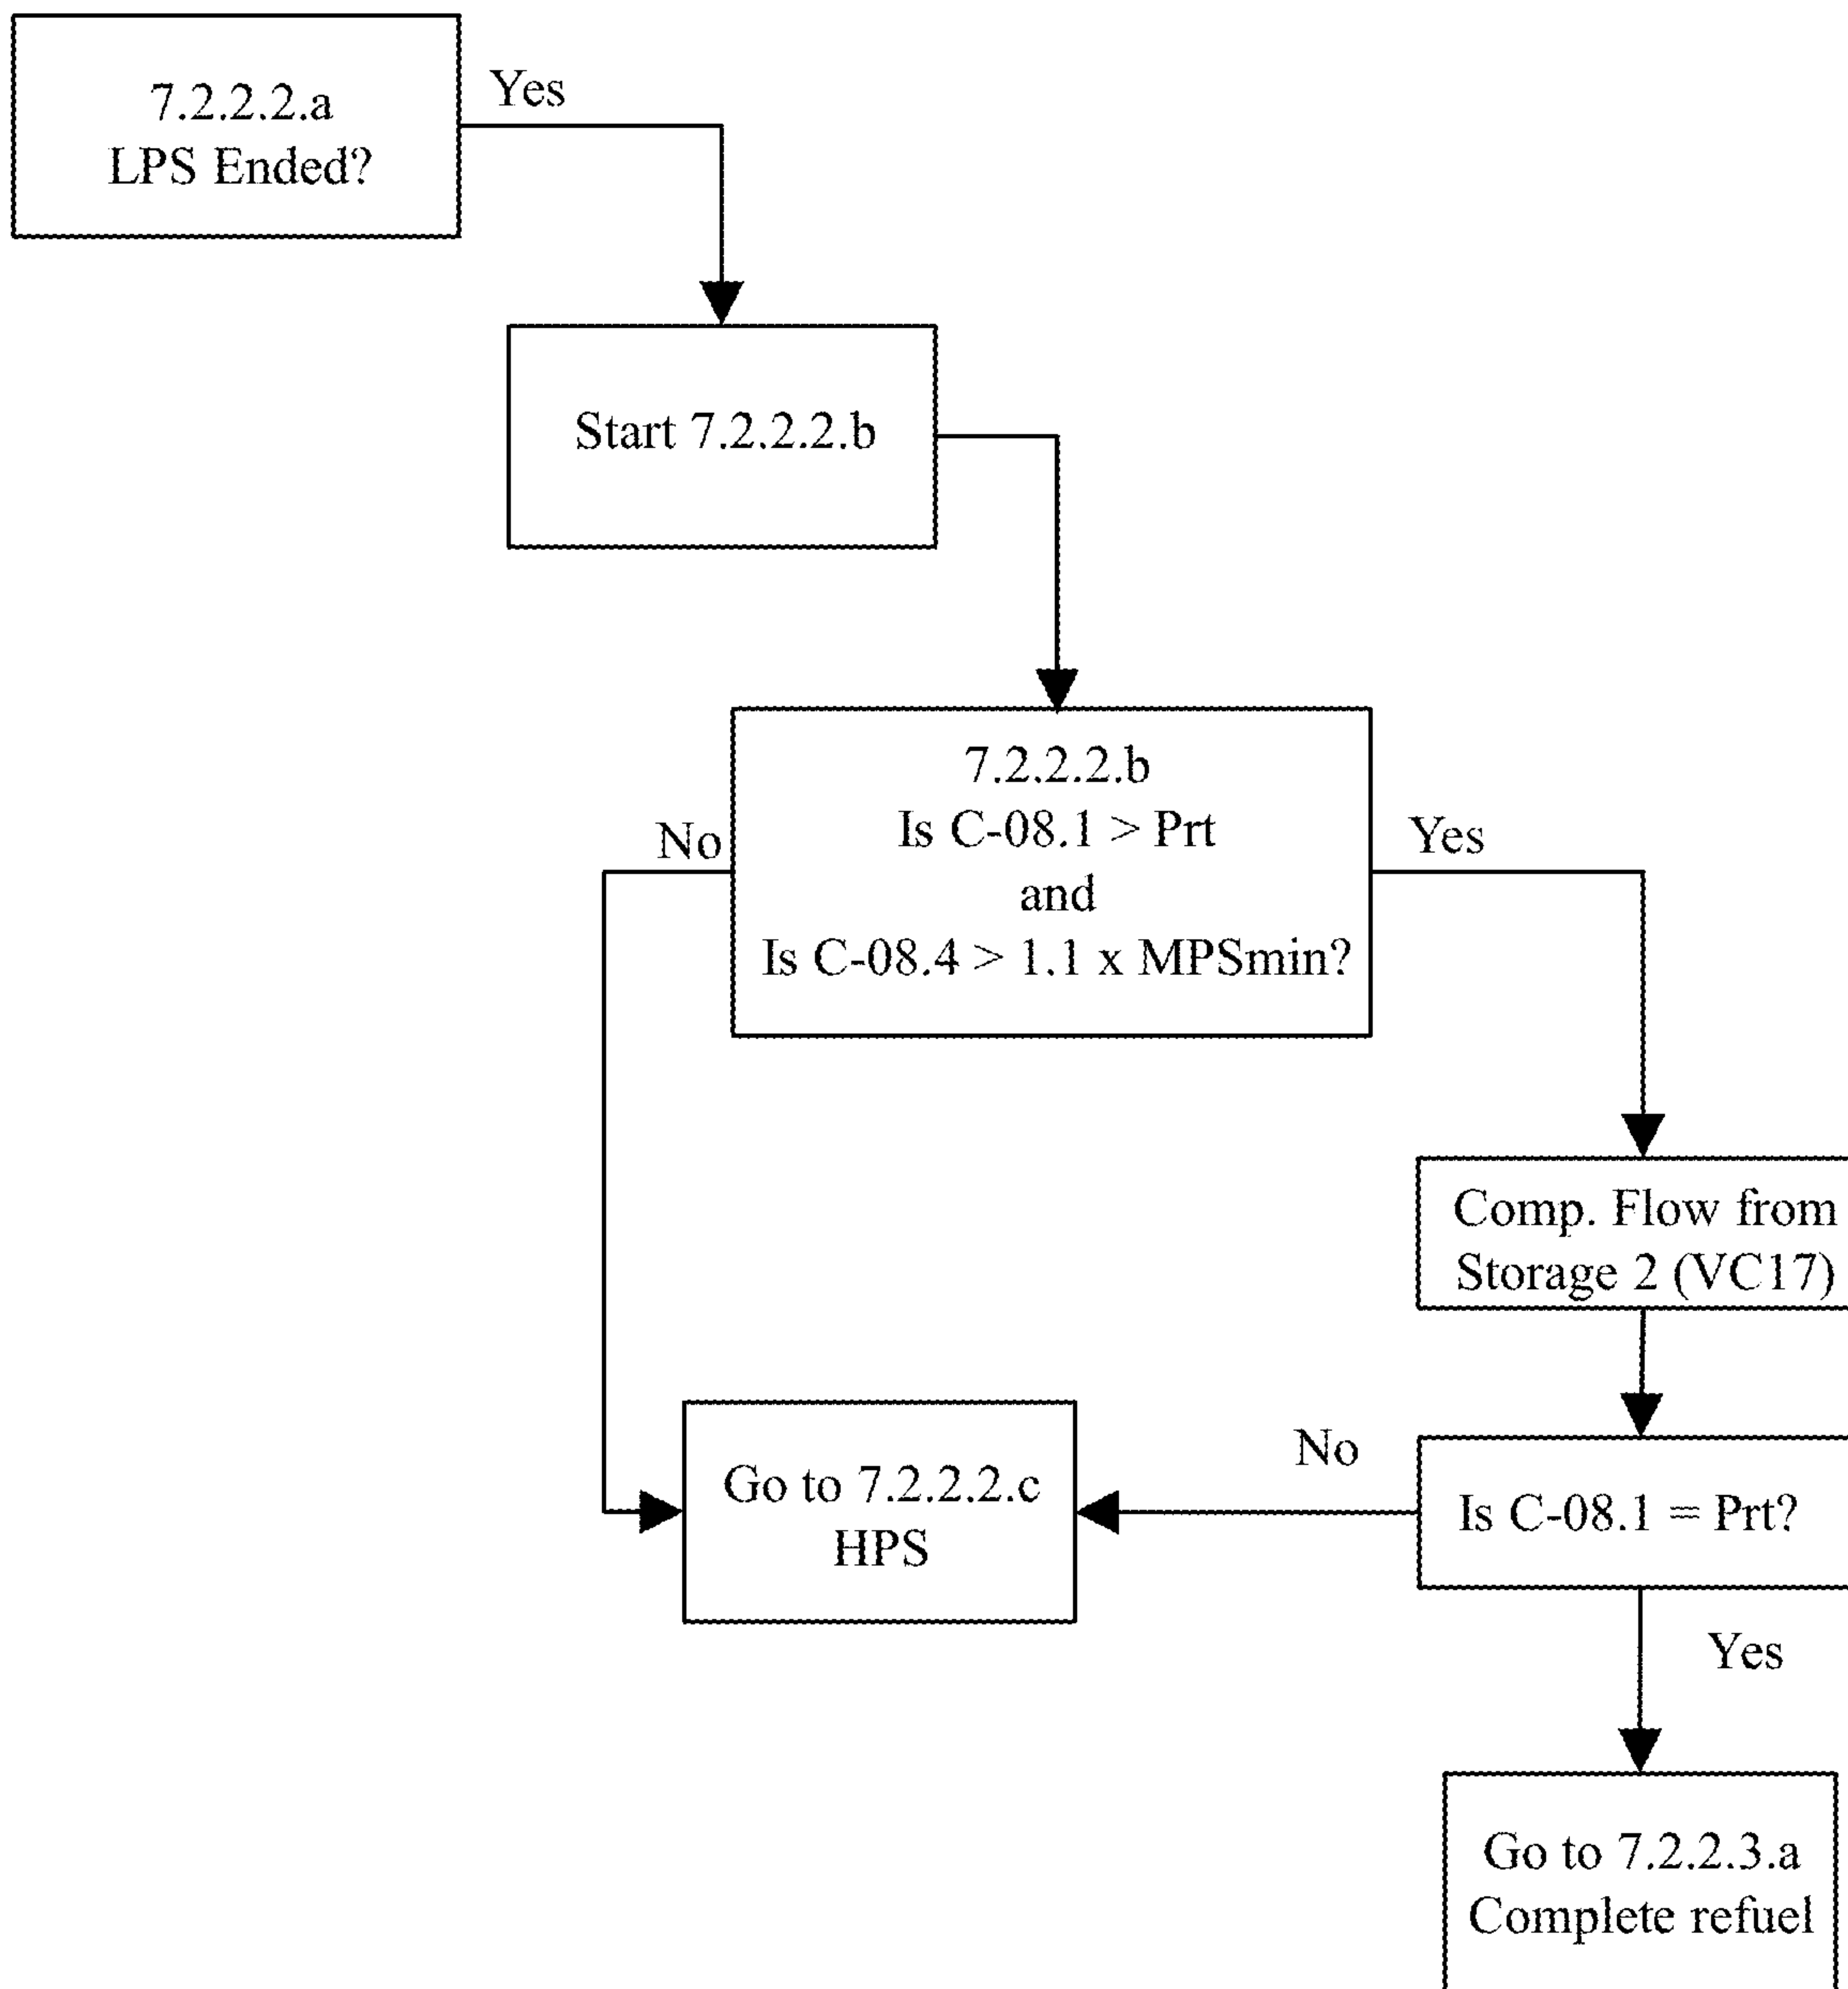 7.2.2.2.a
LPS Ended?
Yes
Start 7.2.2.2.b
7.2.2.2.b
Is C-08.1 > Prt
and
Is C-08.4 > 1.1 x MPSmin?
No
Yes
Comp. Flow from
Storage 2 (VC17)
Go to 7.2.2.2.c
HPS
No
Is C-08.1 = Prt?
Yes
Go to 7.2.2.3.a
Complete refuel